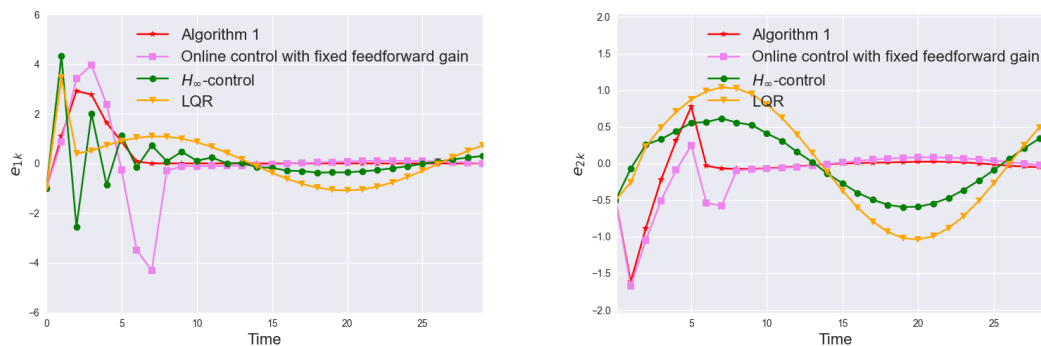 6
4
2
0
−2
−4
−6
0
5
10
15
20
25
e1k
Time
Algorithm 1
Online control with fixed feedforward gain
H∞-control
LQR
2.0
1.5
1.0
0.5
0.0
−0.5
−1.0
−1.5
−2.0
5
10
15
20
25
e2k
Time
Algorithm 1
Online control with fixed feedforward gain
H∞-control
LQR